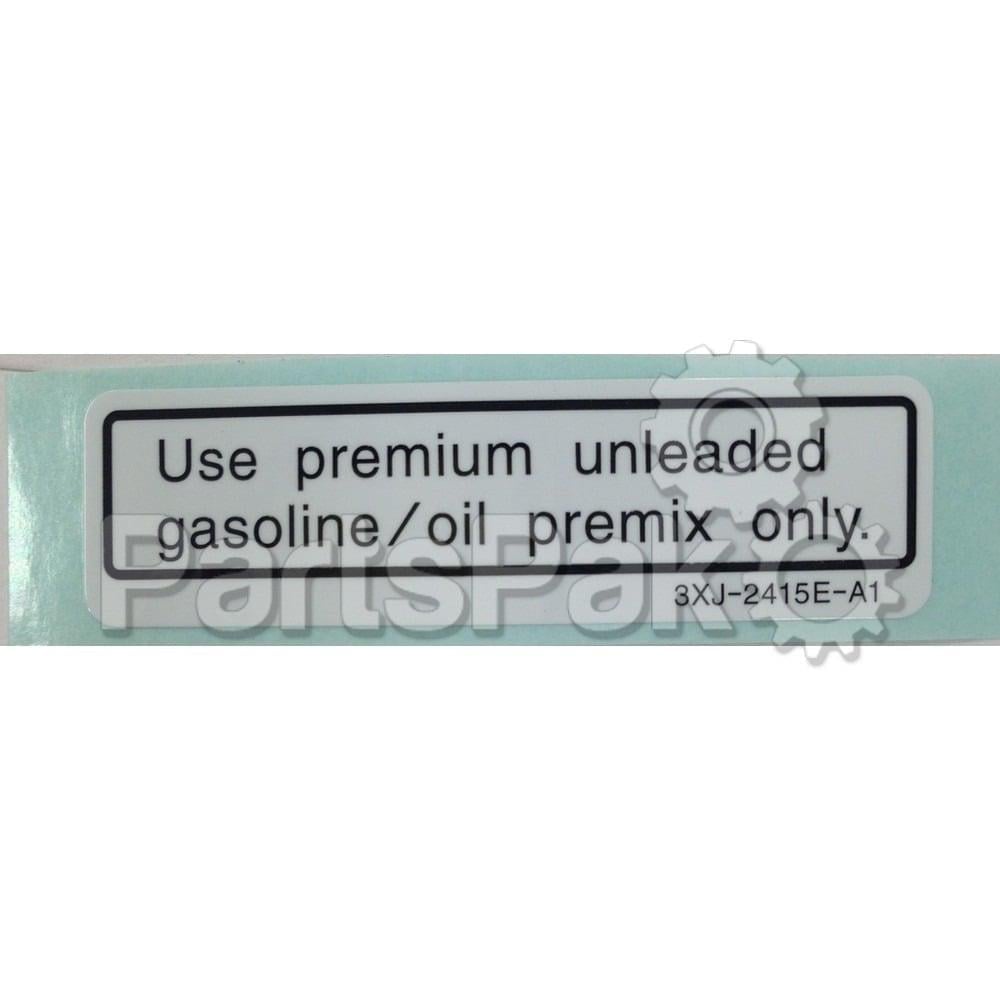 Use premium unleaded
gasoline/oil premix only.
3XJ-2415E-A1
PartsPak